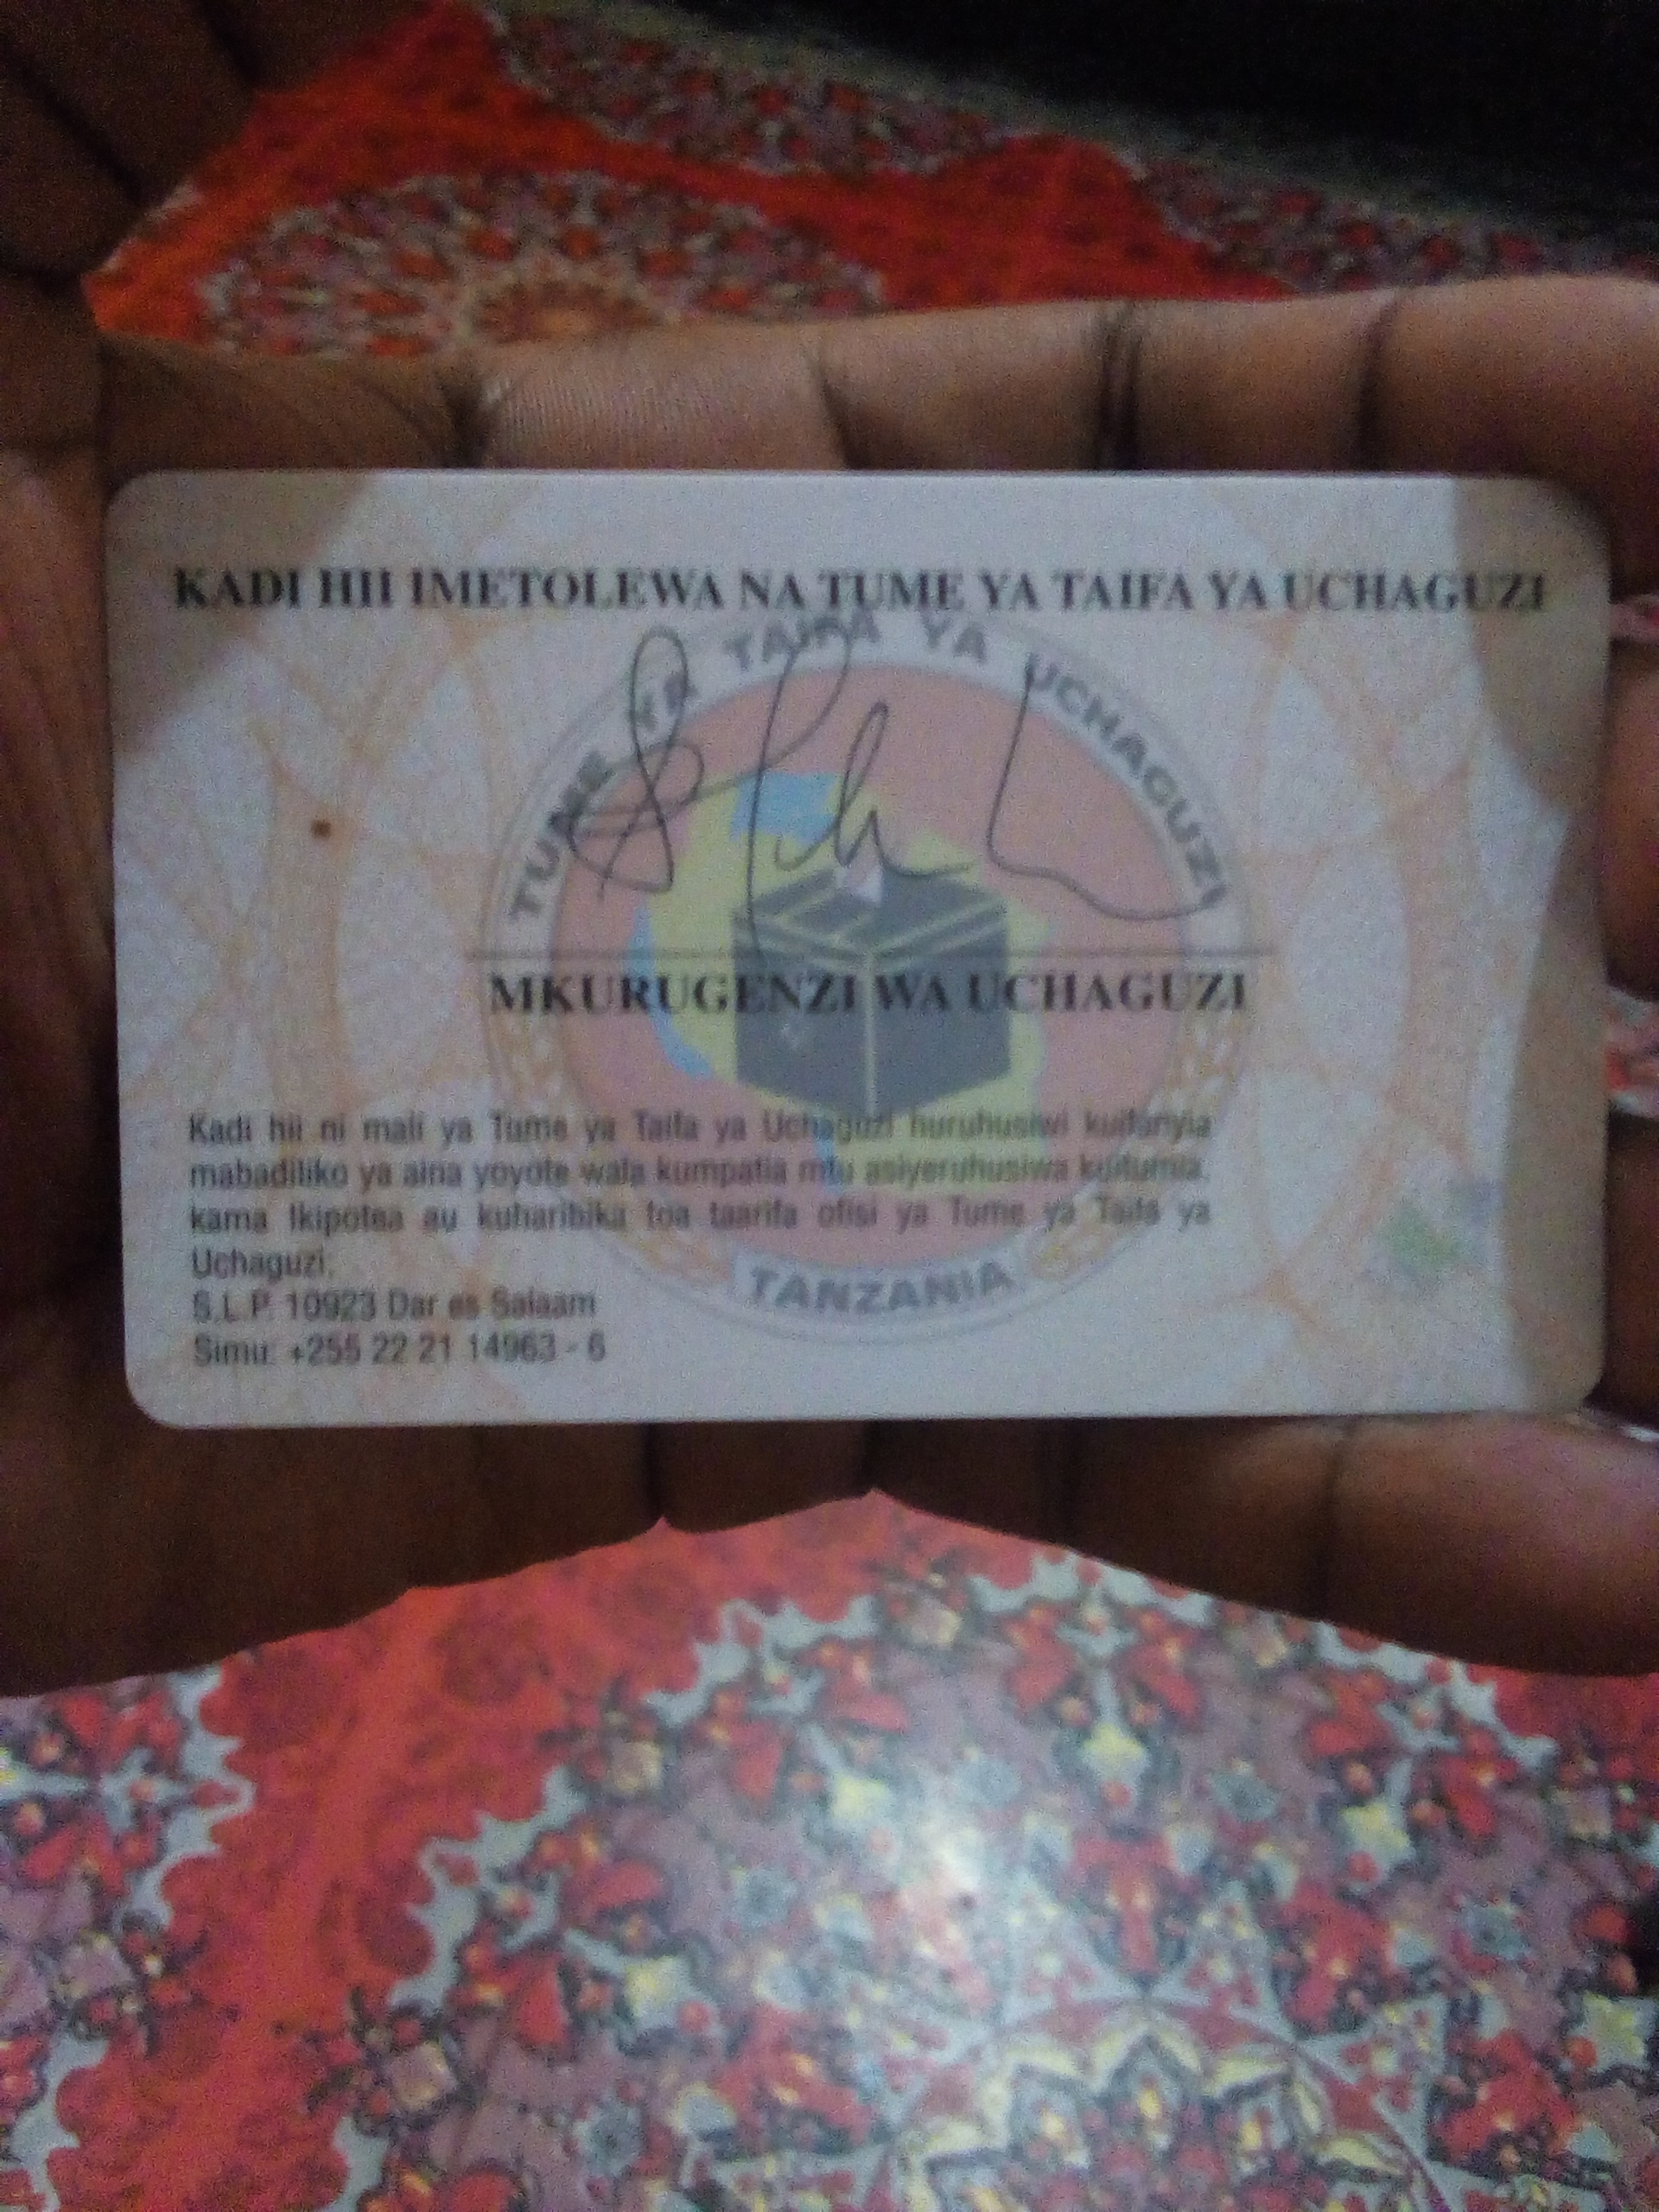 KADI HII IMETOLEWA NA TUME YA TAIFA YA UCHAGUZI
TUME YA TAIFA YA UCHAGUZI
MKURUGENZI WA UCHAGUZI
Kadi hii ni mali ya Tume ya Taifa ya Uchaguzi huruhusiwi kuifanyia
mabadiliko ya aina yoyote wala kumpatia mtu asiyeruhusiwa kuitumia,
kama Ikipotea au kuharibika toa taarifa ofisi ya Tume ya Taifa ya
Uchaguzi,
TANZANIA
S.L.P. 10923 Dar es Salaam
Simu: +255 22 21 14963 - 6